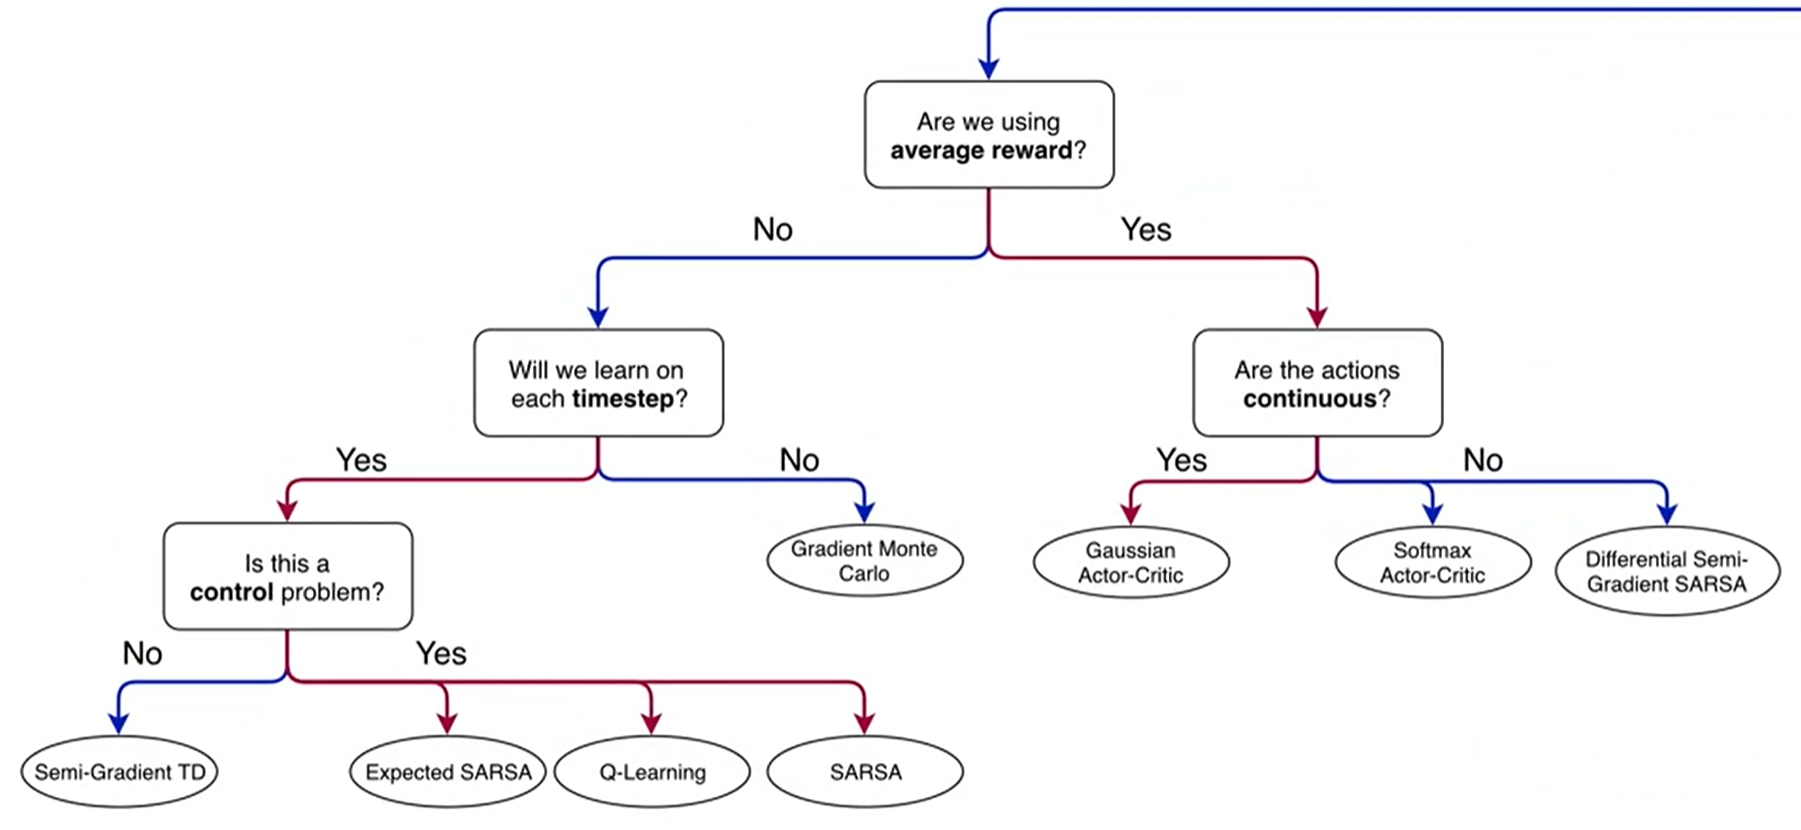 Are we using
average reward?
No
Yes
Will we learn on
each timestep?
Are the actions
continuous?
Yes
No
Yes
No
Is this a
control problem?
Gradient Monte
Carlo
Gaussian
Actor-Critic
Softmax
Actor-Critic
Differential Semi-
Gradient SARSA
No
Yes
Semi-Gradient TD
Expected SARSA
Q-Learning
SARSA